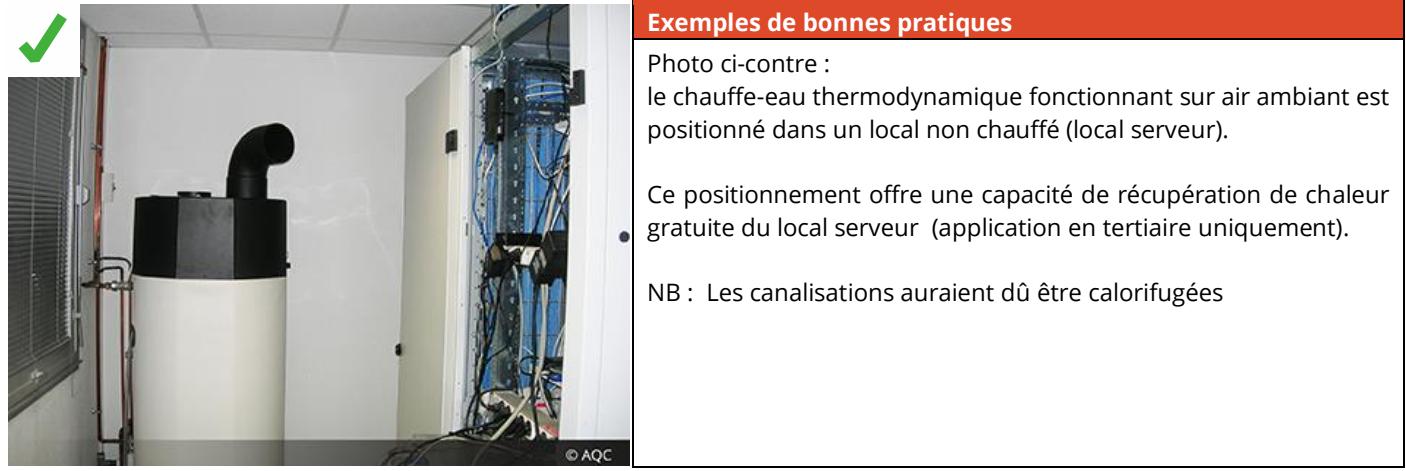 Exemples de bonnes pratiques
Photo ci-contre :
le chauffe-eau thermodynamique fonctionnant sur air ambiant est
positionné dans un local non chauffé (local serveur).
Ce positionnement offre une capacité de récupération de chaleur
gratuite du local serveur  (application en tertiaire uniquement).
NB :  Les canalisations auraient dû être calorifugées
© AQC